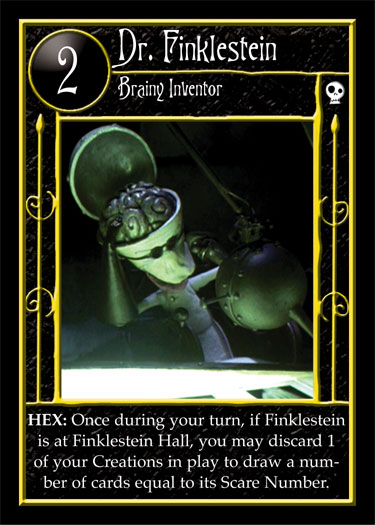 2
Dr. Finklestein
Brainy Inventor
HEX: Once during your turn, if Finklestein
is at Finklestein Hall, you may discard 1
of your Creations in play to draw a num-
ber of cards equal to its Scare Number.